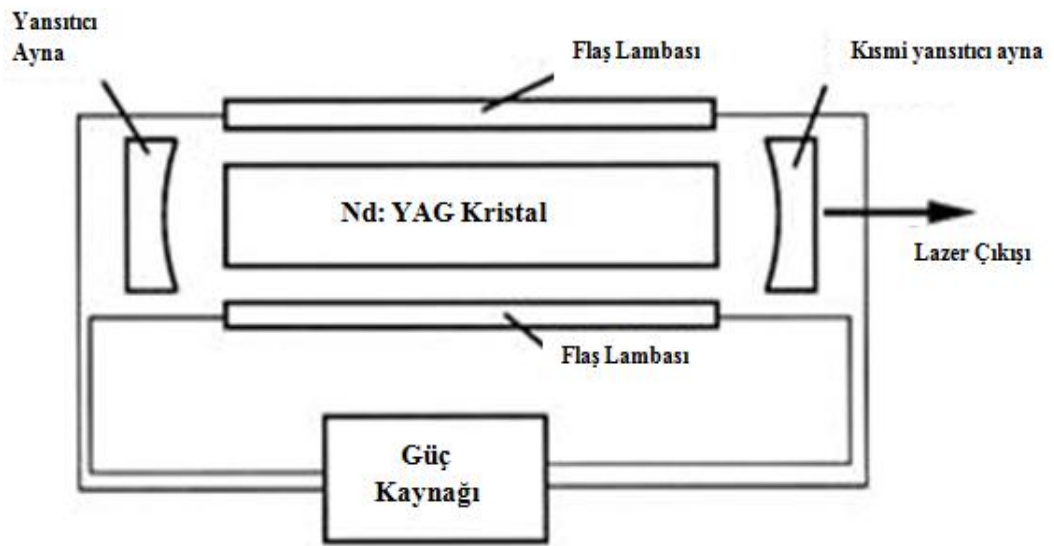 Yansıtıcı
Ayna
Flaş Lambası
Kısmi yansıtıcı ayna
Nd: YAG Kristal
Lazer Çıkışı
Flaş Lambası
Güç
Kaynağı